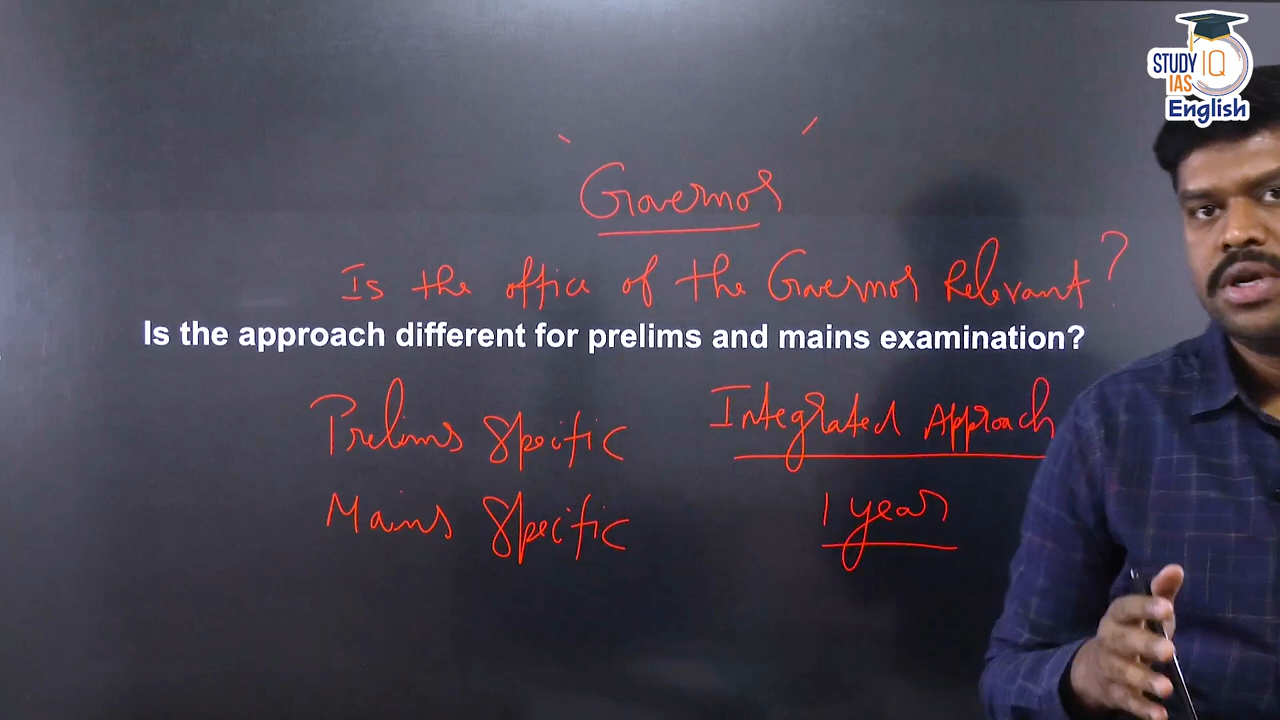 STUDY IQ
IAS
English
Governor
Is the office of the Governor Relevant?
Is the approach different for prelims and mains examination?
Prelims Specific
Integrated Approach
Mains Specific
1 year